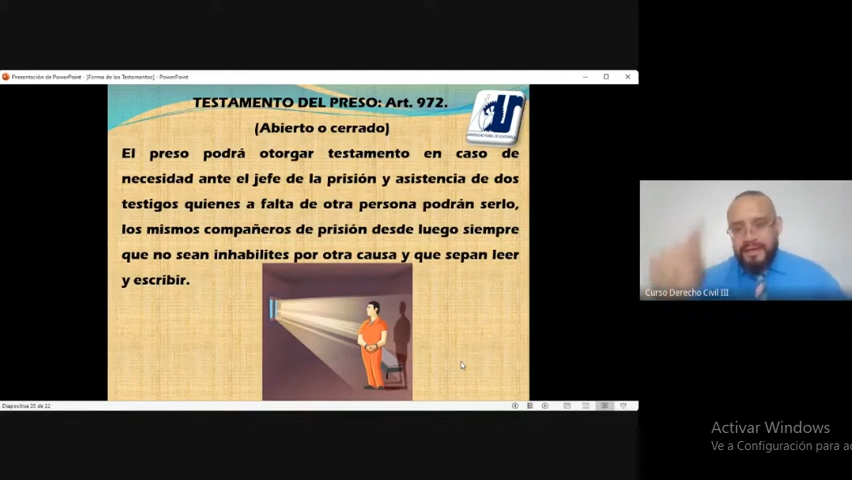 Presentación de PowerPoint - [Forma de los Testamentos] - PowerPoint
TESTAMENTO DEL PRESO: Art. 972.
(Abierto o cerrado)
El preso podrá otorgar testamento en caso de
necesidad ante el jefe de la prisión y asistencia de dos
testigos quienes a falta de otra persona podrán serlo,
los mismos compañeros de prisión desde luego siempre
que no sean inhabilites por otra causa y que sepan leer
y escribir.
Curso Derecho Civil III
Diapositiva 20 de 22
Activar Windows
Ve a Configuración para